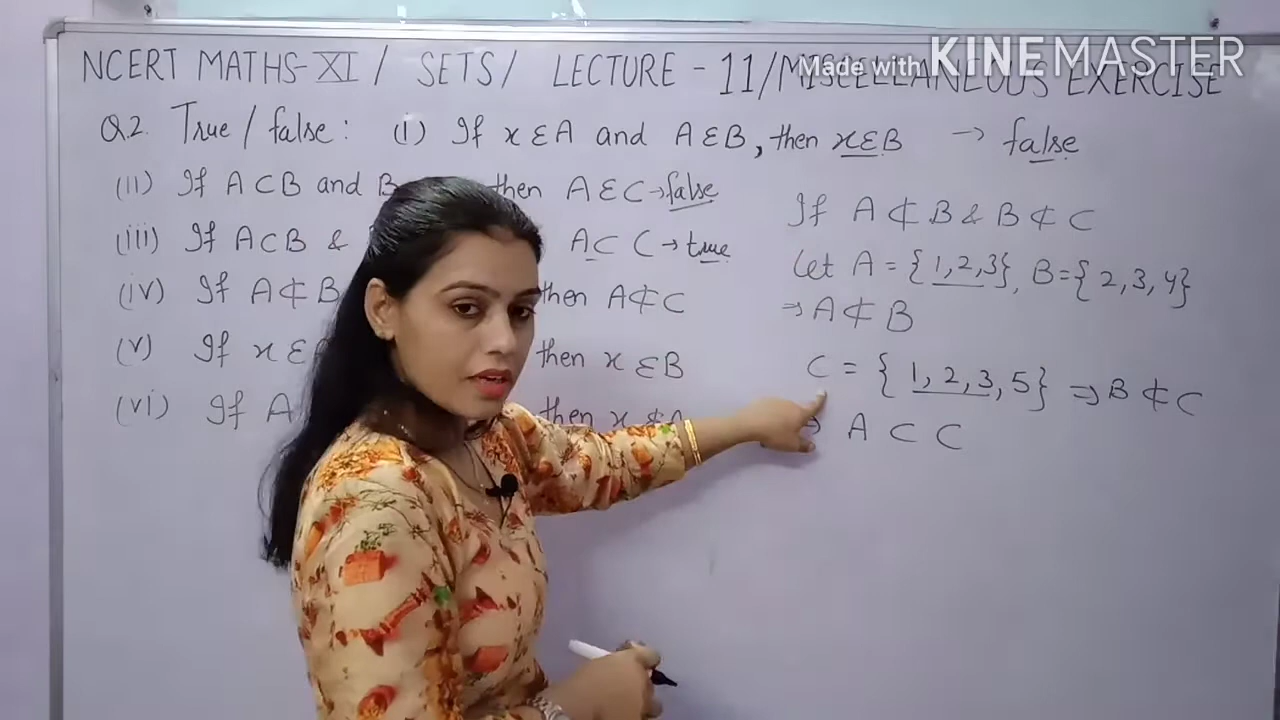 NCERT MATHS-XI / SETS / LECTURE - 11/MISCELLANEOUS EXERCISE
Made with KINEMASTER
Q.2. True / false : (i) If x ∈ A and A ∈ B, then x ∈ B → false
(ii) If A ⊂ B and B then A ∈ C → false
(iii) If A ⊂ B & A ⊂ C → true
(iv) If A ⊄ B then A ⊄ C
(v) If x ∈ then x ∈ B
(vi) If A then x ∉ A
If A ⊄ B & B ⊄ C
Let A = {1,2,3}, B = {2,3,4}
⇒ A ⊄ B
C = {1,2,3,5} ⇒ B ⊄ C
⇒ A ⊂ C